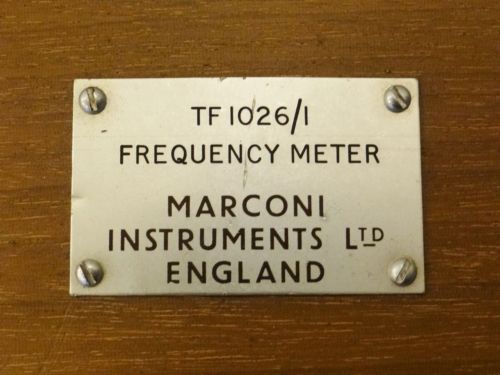 TF 1026/1
FREQUENCY METER
MARCONI
INSTRUMENTS LTD
ENGLAND